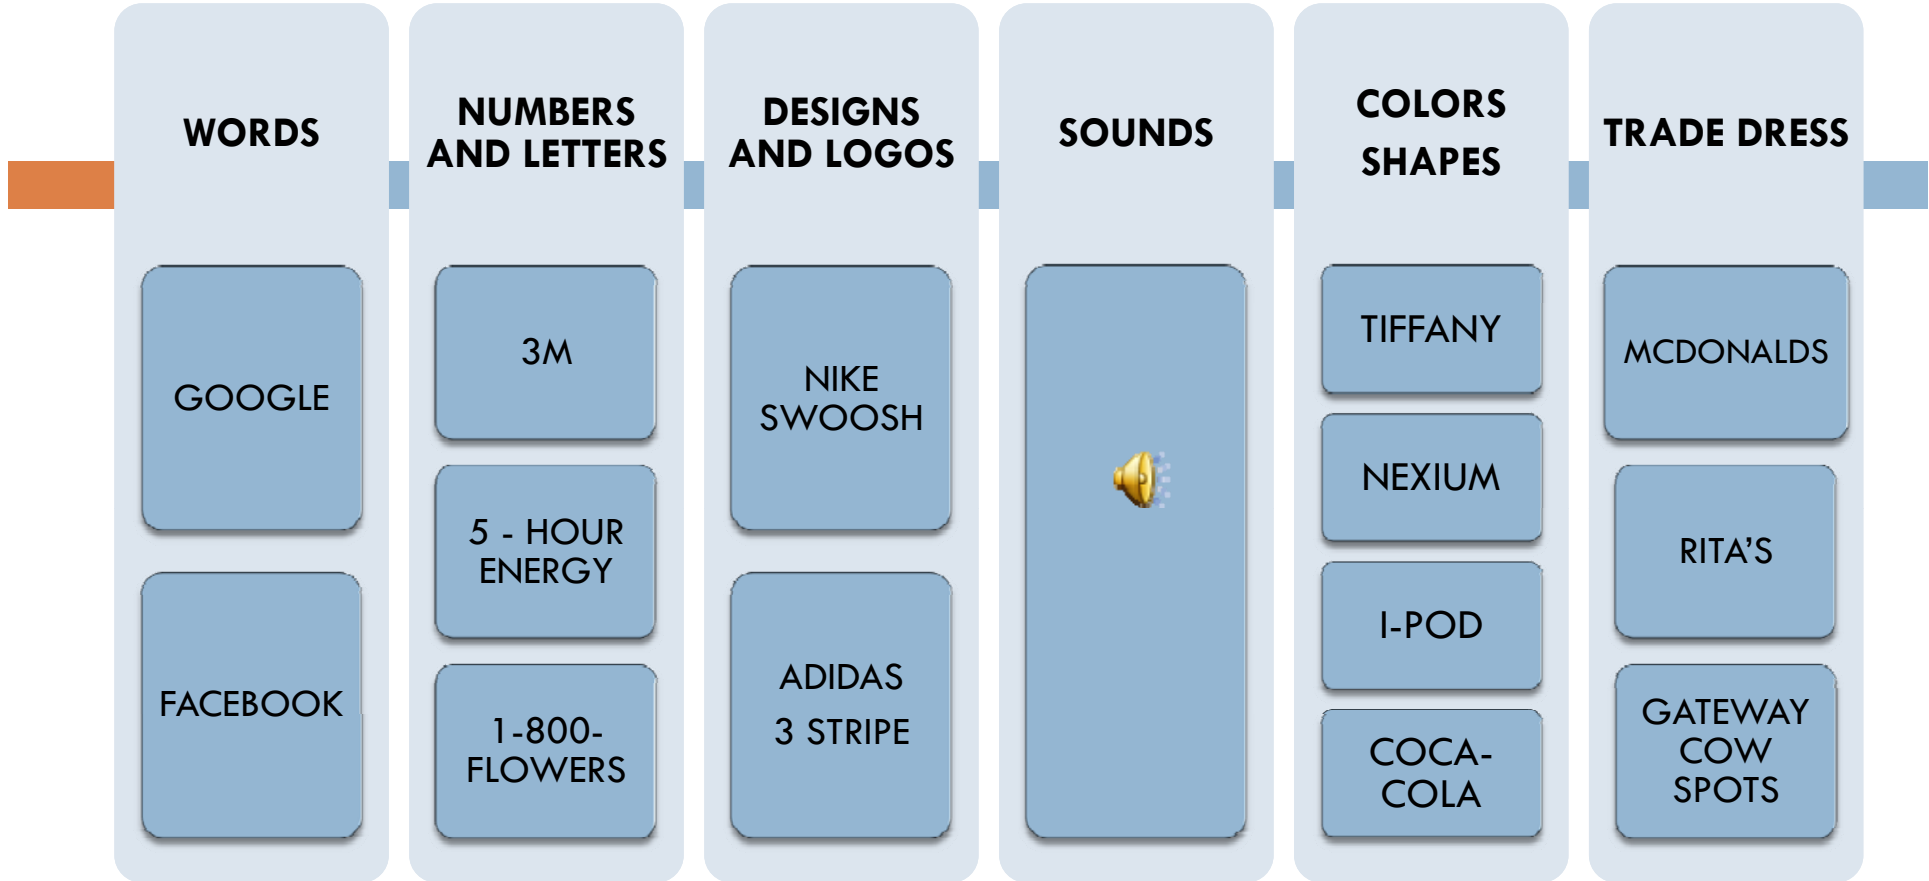 WORDS
GOOGLE
FACEBOOK
NUMBERS
AND LETTERS
3M
5 - HOUR
ENERGY
1-800-
FLOWERS
DESIGNS
AND LOGOS
NIKE
SWOOSH
ADIDAS
3 STRIPE
SOUNDS
COLORS
SHAPES
TIFFANY
NEXIUM
I-POD
COCA-
COLA
TRADE DRESS
MCDONALDS
RITA’S
GATEWAY
COW
SPOTS